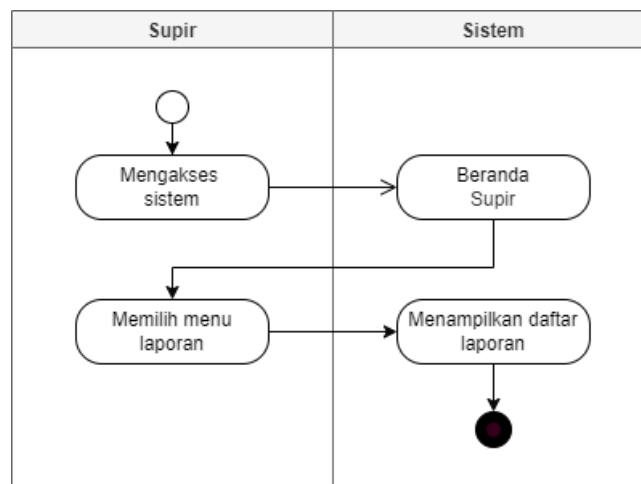 Supir
Sistem
Mengakses
sistem
Beranda
Supir
Memilih menu
laporan
Menampilkan daftar
laporan